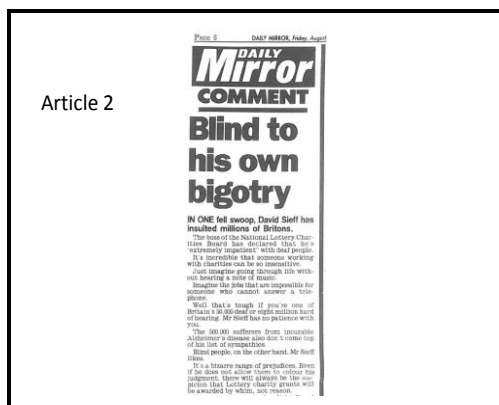 PAGE 6 DAILY MIRROR, Friday, August
Article 2
DAILY
Mirror
COMMENT
Blind to
his own
bigotry
IN ONE fell swoop, David Sieff has
insulted millions of Britons.
The boss of the National Lottery Char-
ities Board has declared that he's
"extremely impatient" with deaf people.
It's incredible that someone working
with charities can be so insensitive.
Just imagine going through life with-
out hearing a note of music.
Imagine the jobs that are impossible for
someone who cannot answer a tele-
phone.
Well that's tough if you're one of
Britain's 50,000 deaf or eight million hard
of hearing. Mr Sieff has no patience with
you.
The 500,000 sufferers from incurable
Alzheimer's disease also don't come top
of his list of sympathies.
Blind people, on the other hand, Mr Sieff
likes.
It's a bizarre range of prejudices. Even
if he does not allow them to colour his
judgment, there will always be the sus-
picion that Lottery charity grants will
be awarded by whim, not reason.